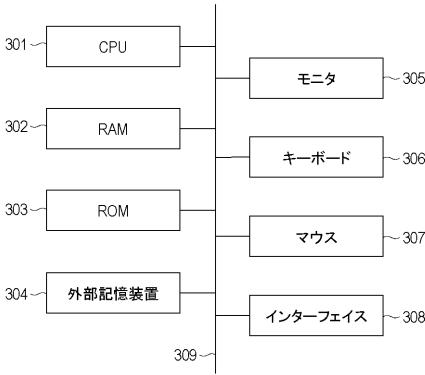 301 CPU
モニタ 305
302 RAM
キーボード 306
303 ROM
マウス 307
304 外部記憶装置
インターフェイス 308
309